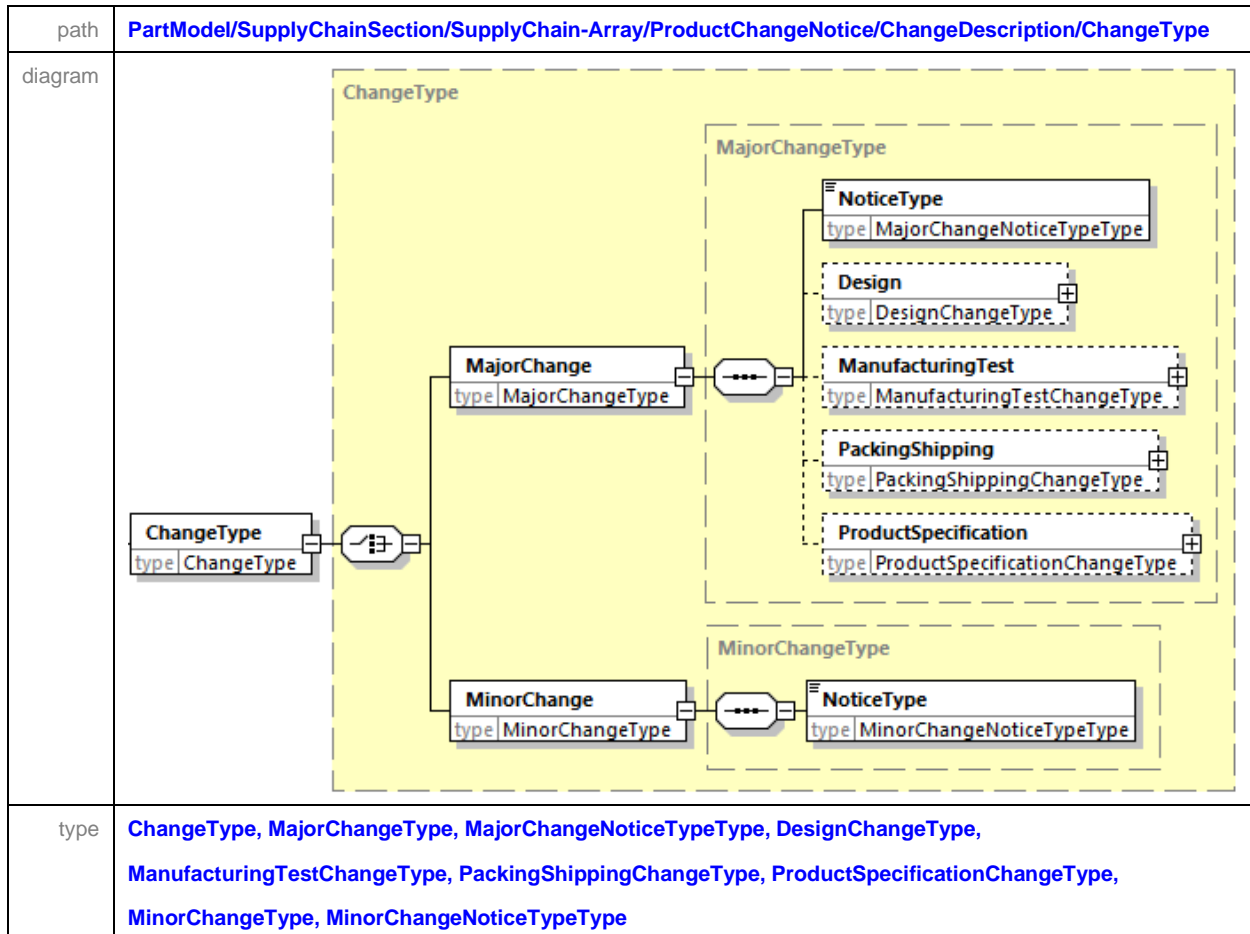 path
PartModel/SupplyChainSection/SupplyChain-Array/ProductChangeNotice/ChangeDescription/ChangeType
diagram
ChangeType
MajorChangeType
NoticeType
type MajorChangeNoticeTypeType
Design
type DesignChangeType
MajorChange
type MajorChangeType
ManufacturingTest
type ManufacturingTestChangeType
PackingShipping
type PackingShippingChangeType
ChangeType
type ChangeType
ProductSpecification
type ProductSpecificationChangeType
MinorChangeType
MinorChange
type MinorChangeType
NoticeType
type MinorChangeNoticeTypeType
type
ChangeType, MajorChangeType, MajorChangeNoticeTypeType, DesignChangeType,
ManufacturingTestChangeType, PackingShippingChangeType, ProductSpecificationChangeType,
MinorChangeType, MinorChangeNoticeTypeType